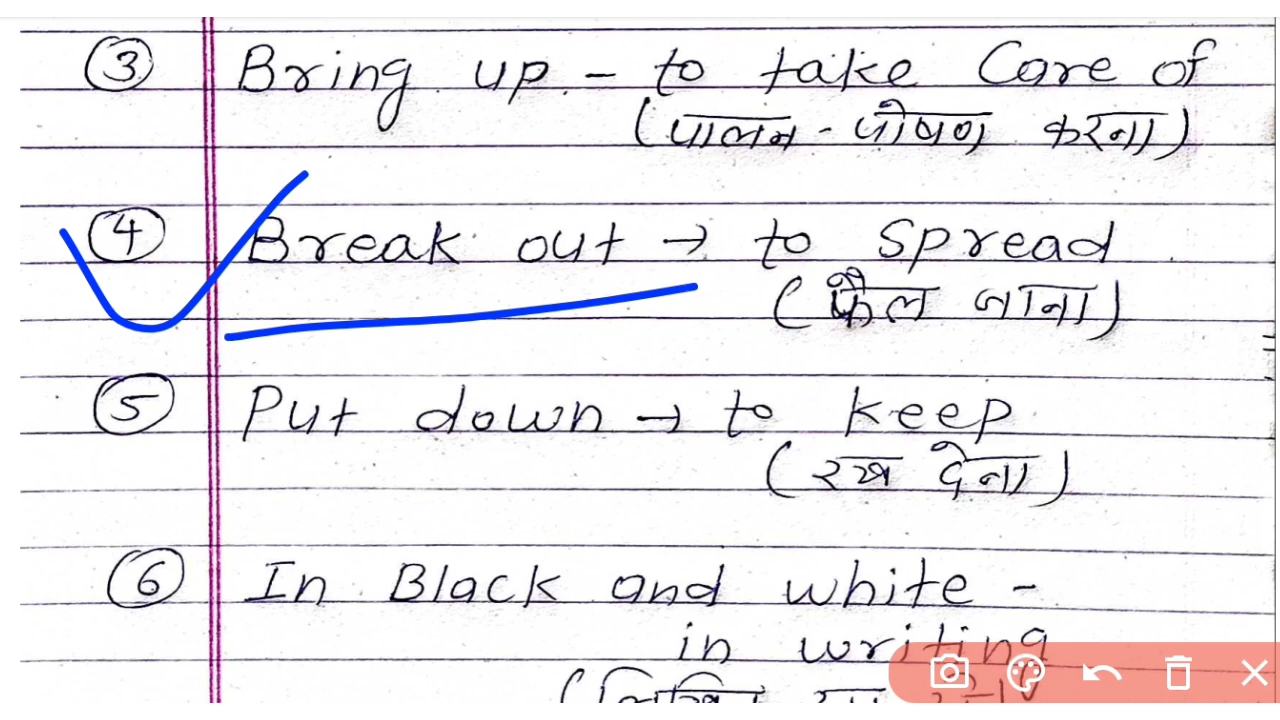 ③ Bring up - to take Care of
(पालन - पोषण करना)
④ Break out → to Spread
(फैल जाना)
⑤ Put down → to keep
(रख देना)
⑥ In Black and white -
in writing